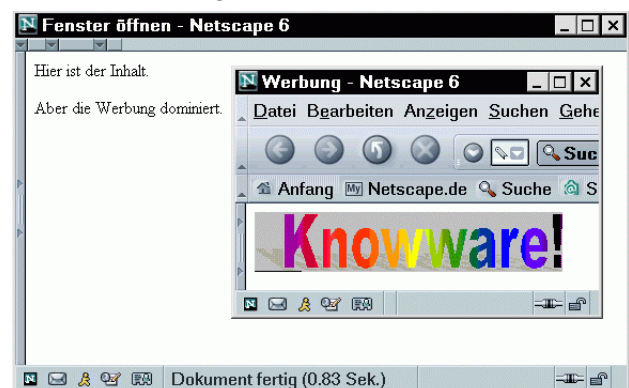 Fenster öffnen - Netscape 6
Hier ist der Inhalt.
Aber die Werbung dominiert.
Werbung - Netscape 6
Datei Bearbeiten Anzeigen Suchen Gehe
Suc
Anfang My Netscape.de Suche S
Knowware!
Dokument fertig (0.83 Sek.)